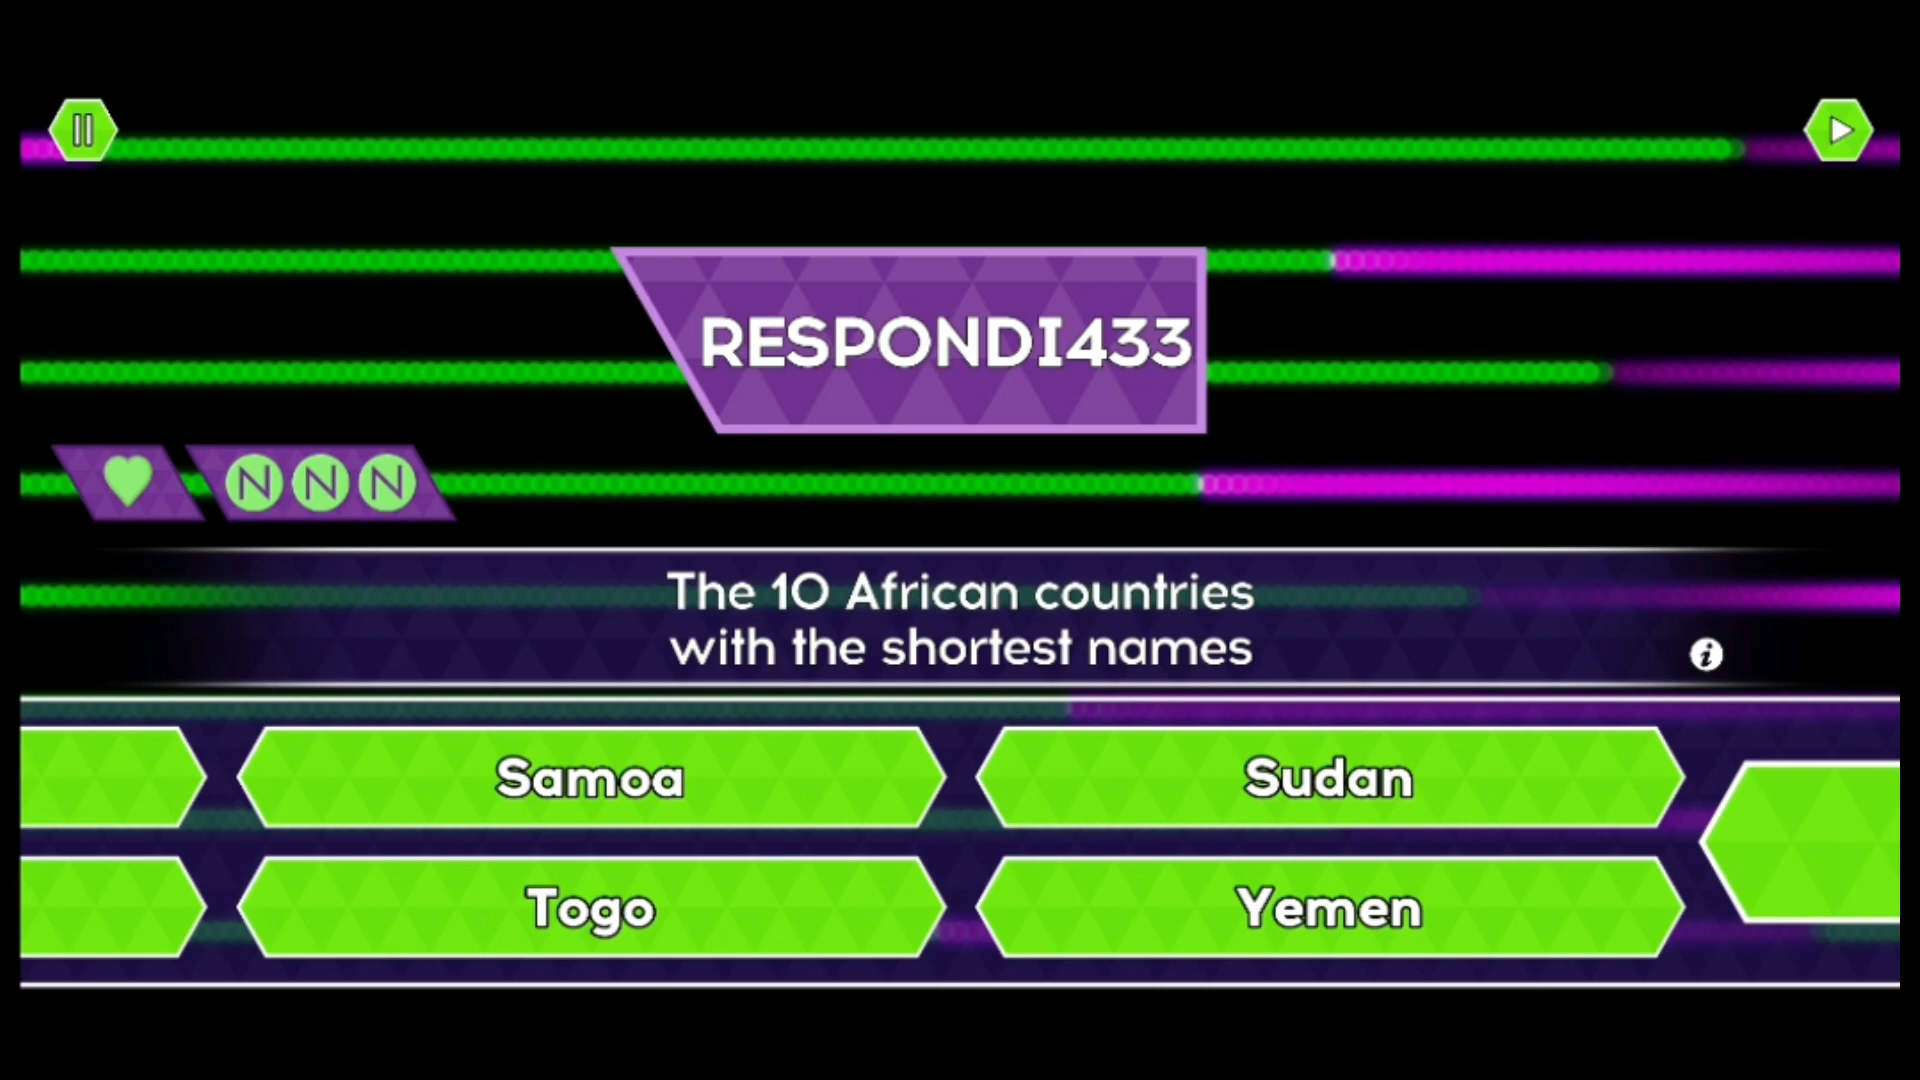 RESPONDI433
N N N
The 10 African countries
with the shortest names
i
Samoa
Sudan
Togo
Yemen